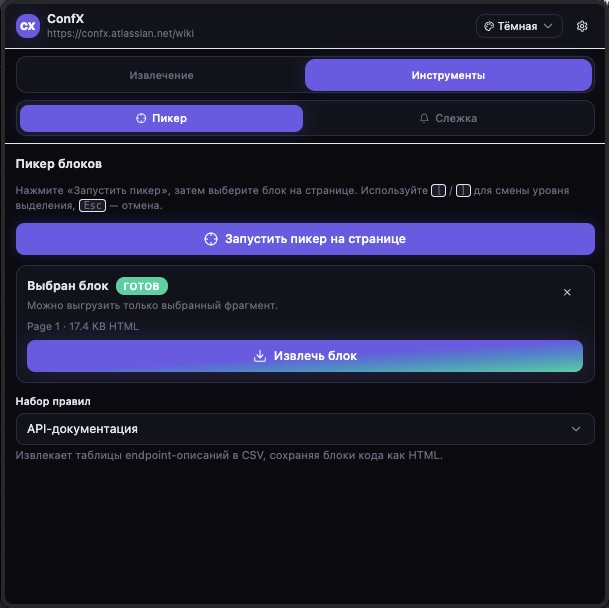 CX
ConfX
https://confx.atlassian.net/wiki
Тёмная
Извлечение
Инструменты
Пикер
Слежка
Пикер блоков
Нажмите «Запустить пикер», затем выберите блок на странице. Используйте [ / ] для смены уровня
выделения, Esc — отмена.
Запустить пикер на странице
Выбран блок ГОТОВ
×
Можно выгрузить только выбранный фрагмент.
Page 1 · 17.4 KB HTML
Извлечь блок
Набор правил
API-документация
Извлекает таблицы endpoint-описаний в CSV, сохраняя блоки кода как HTML.